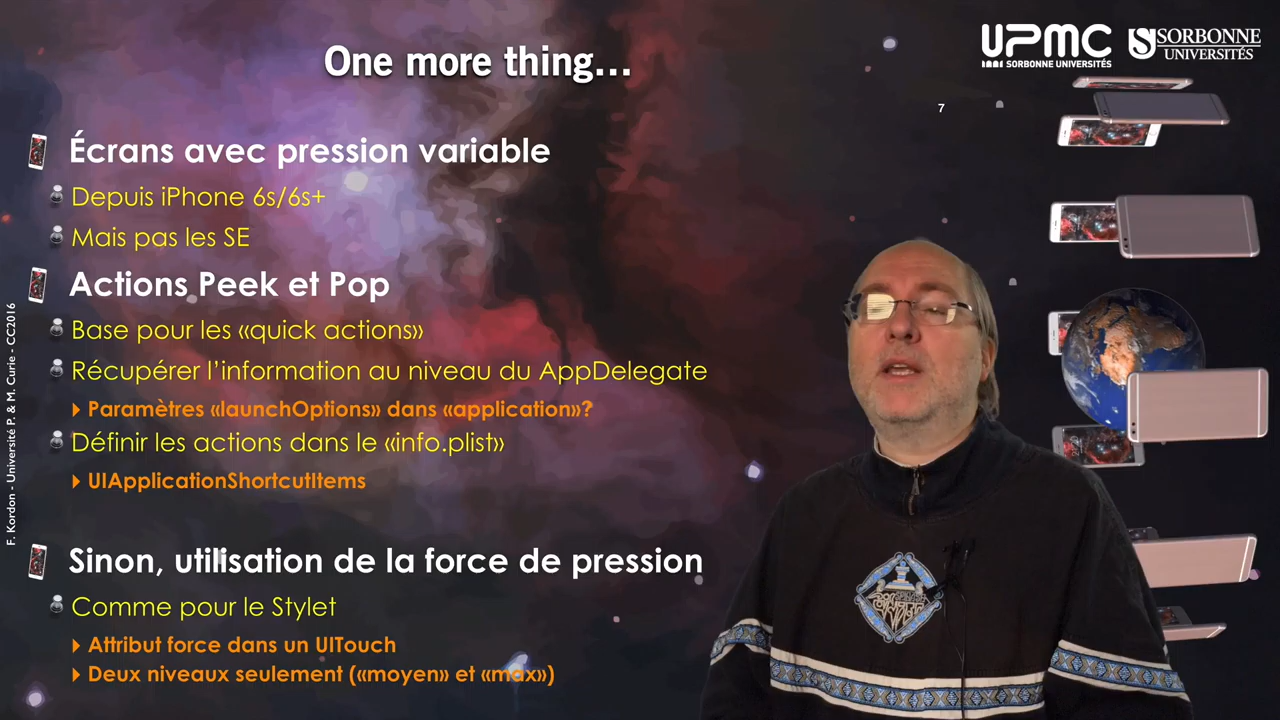 One more thing...
UPMC
SORBONNE UNIVERSITÉS
SORBONNE
UNIVERSITÉS
7
Écrans avec pression variable
Depuis iPhone 6s/6s+
Mais pas les SE
Actions Peek et Pop
Base pour les «quick actions»
Récupérer l'information au niveau du AppDelegate
Paramètres «launchOptions» dans «application»?
Définir les actions dans le «info.plist»
UIApplicationShortcutItems
Sinon, utilisation de la force de pression
Comme pour le Stylet
Attribut force dans un UITouch
Deux niveaux seulement («moyen» et «max»)
F. Kordon - Université P. & M. Curie - CC2016